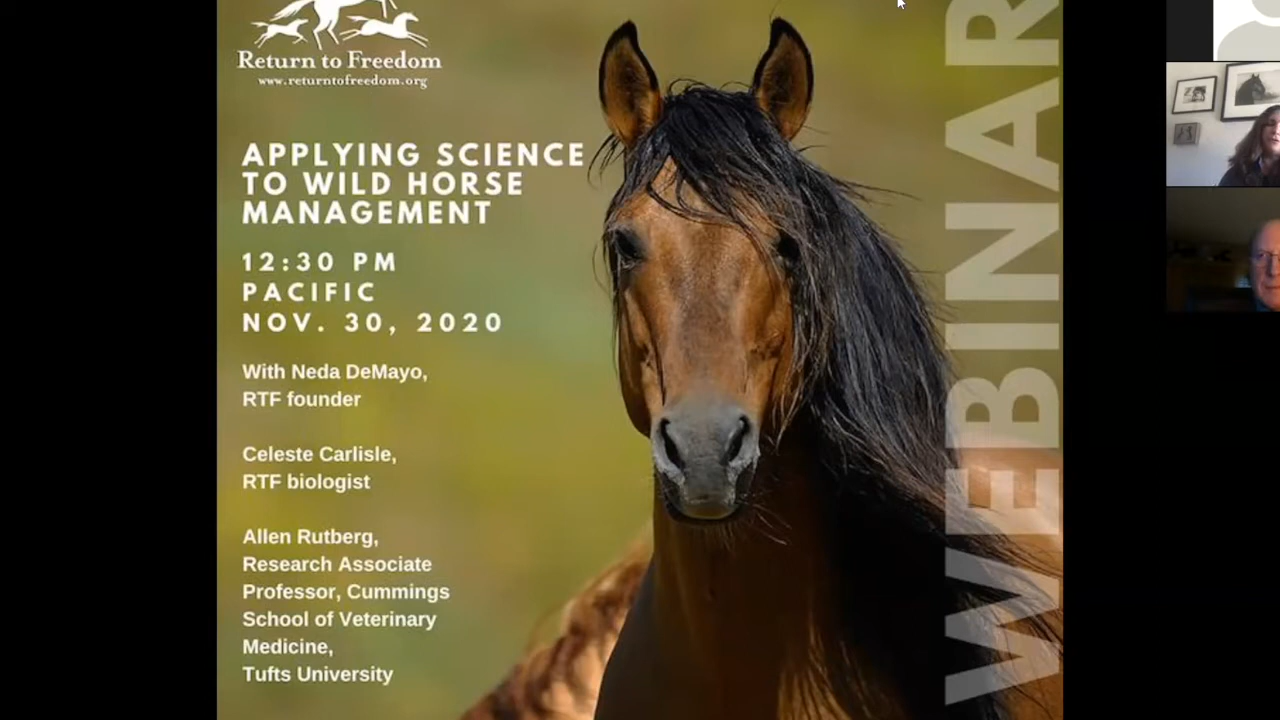 Return to Freedom
www.returntofreedom.org
APPLYING SCIENCE
TO WILD HORSE
MANAGEMENT
12:30 PM
PACIFIC
NOV. 30, 2020
With Neda DeMayo,
RTF founder
Celeste Carlisle,
RTF biologist
Allen Rutberg,
Research Associate
Professor, Cummings
School of Veterinary
Medicine,
Tufts University
WEBINAR